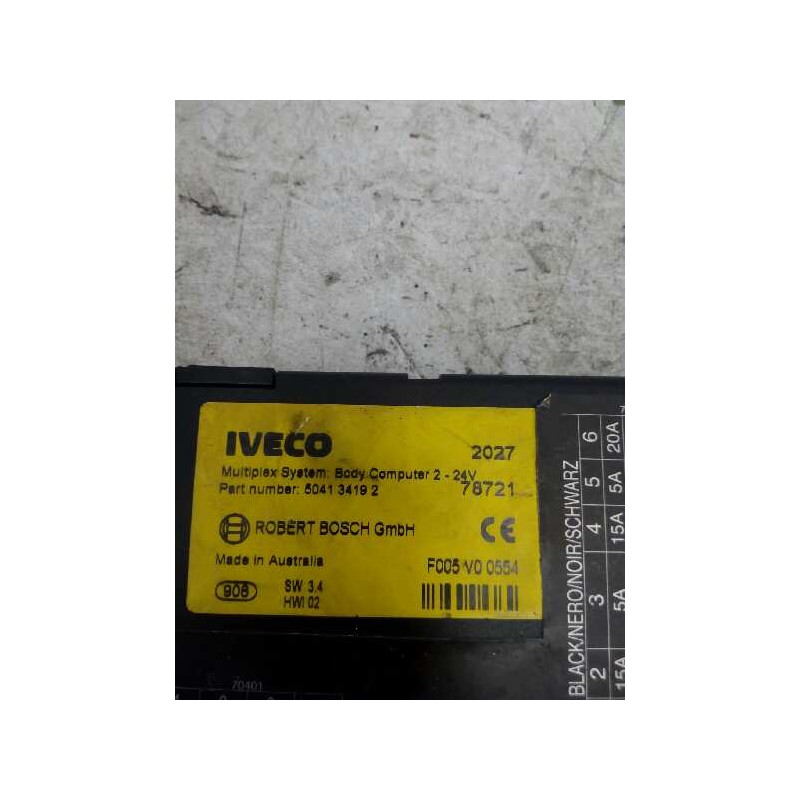 IVECO 2027
Multiplex System: Body Computer 2 - 24V
Part number: 5041 3419 2 78721
ROBERT BOSCH GmbH CE
Made in Australia F005 V0 0554
906 SW 3.4
HWI 02
70401
BLACK/NERO/NOIR/SCHWARZ
2 3 4 5 6
15A 5A 15A 5A 20A